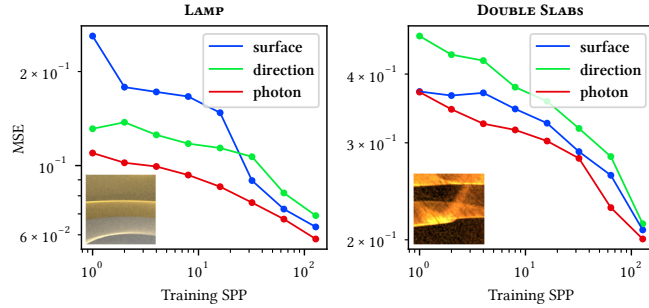 LAMP
MSE
2 × 10⁻¹
10⁻¹
6 × 10⁻²
surface
direction
photon
10⁰
10¹
10²
Training SPP
DOUBLE SLABS
4 × 10⁻¹
3 × 10⁻¹
2 × 10⁻¹
surface
direction
photon
10⁰
10¹
10²
Training SPP